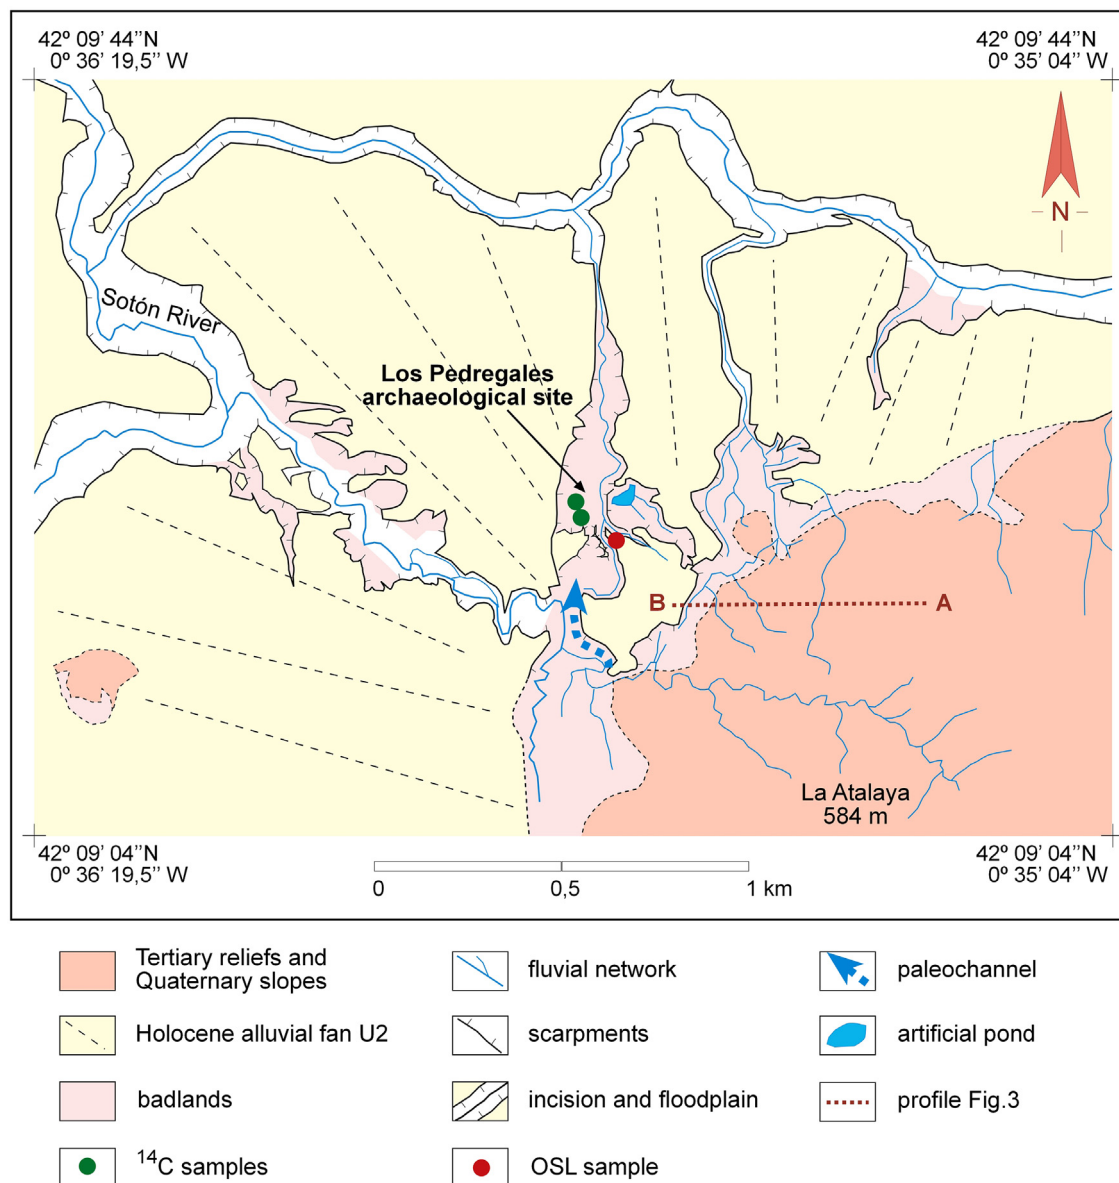 42º 09’ 44’’N
0º 36’ 19,5’’ W
42º 09’ 44’’N
0º 35’ 04’’ W
N
Sotón River
Los Pedregales
archaeological site
B
A
La Atalaya
584 m
42º 09’ 04’’N
0º 36’ 19,5’’ W
42º 09’ 04’’N
0º 35’ 04’’ W
0
0,5
1 km
Tertiary reliefs and
Quaternary slopes
fluvial network
paleochannel
Holocene alluvial fan U2
scarpments
artificial pond
badlands
incision and floodplain
profile Fig.3
¹⁴C samples
OSL sample